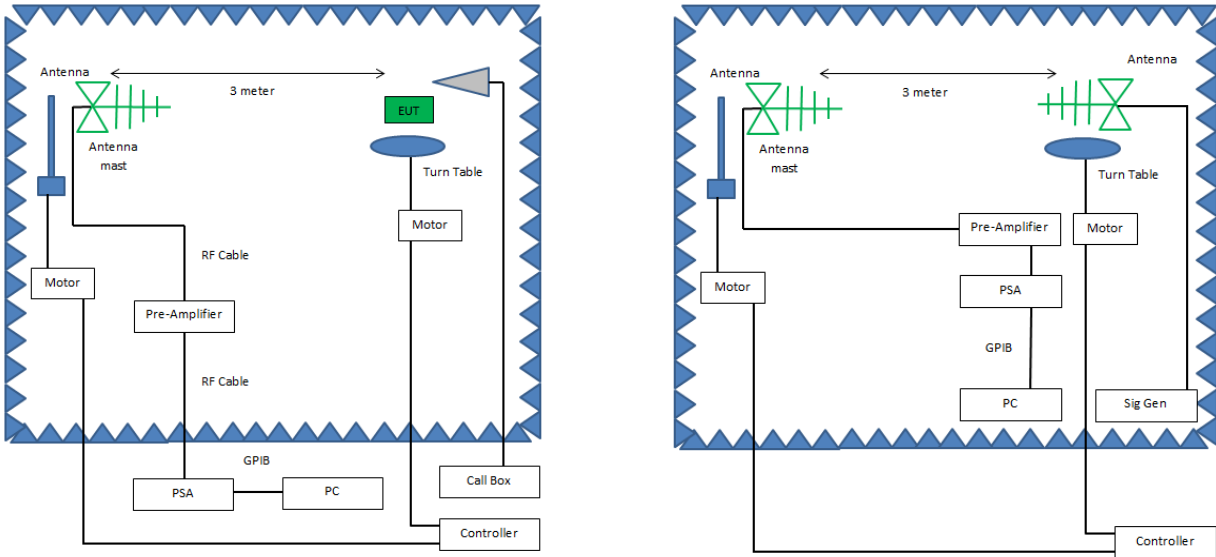 Antenna
3 meter
EUT
Antenna
mast
Turn Table
Motor
RF Cable
Motor
Pre-Amplifier
RF Cable
GPIB
PSA
PC
Call Box
Controller
Antenna
Antenna
3 meter
Antenna
mast
Turn Table
Pre-Amplifier
Motor
Motor
PSA
GPIB
PC
Sig Gen
Controller